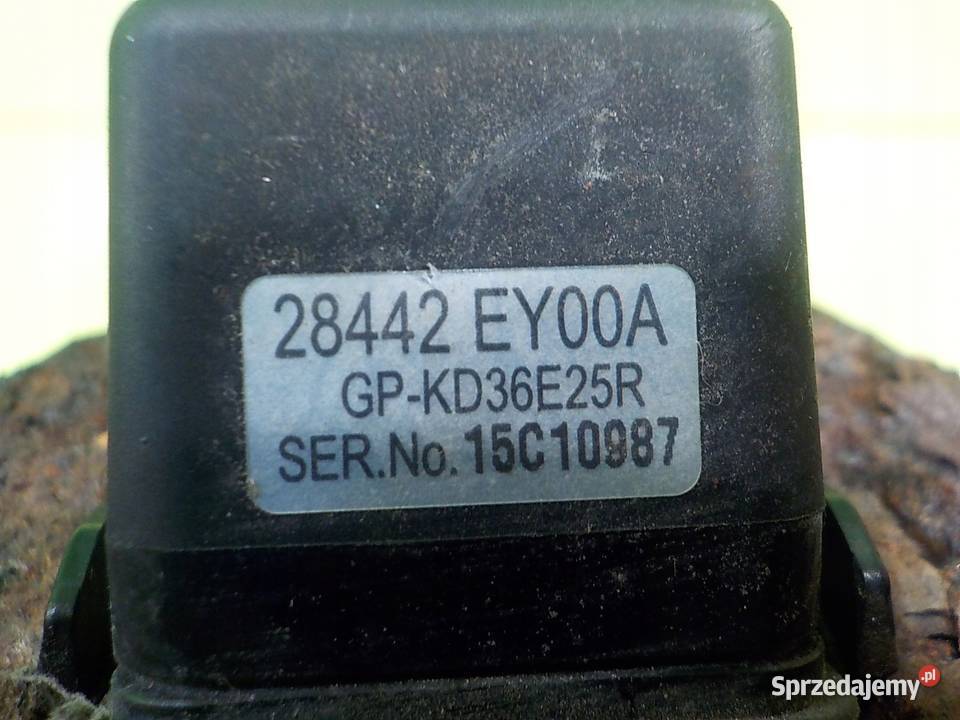 28442 EY00A
GP-KD36E25R
SER.No.15C10987
Sprzedajemy.pl